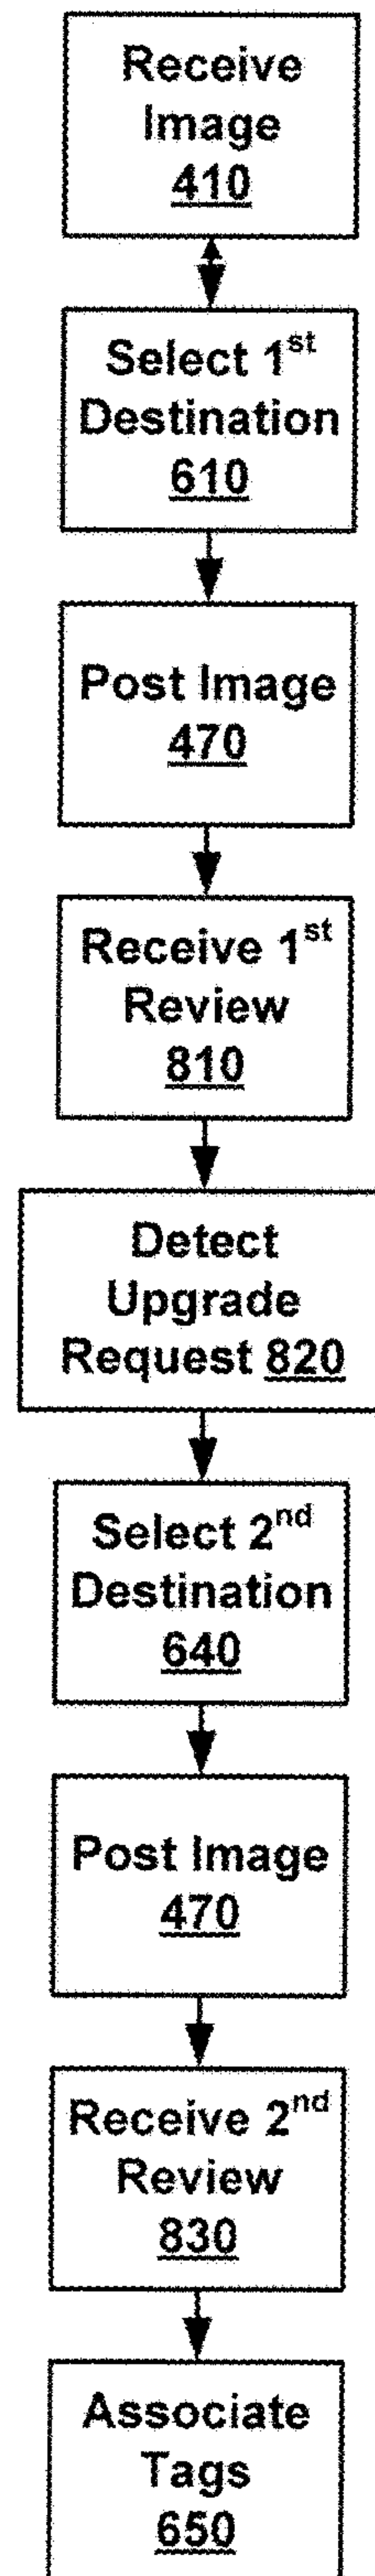 Receive
Image
410
Select 1st
Destination
610
Post Image
470
Receive 1st
Review
810
Detect
Upgrade
Request 820
Select 2nd
Destination
640
Post Image
470
Receive 2nd
Review
830
Associate
Tags
650